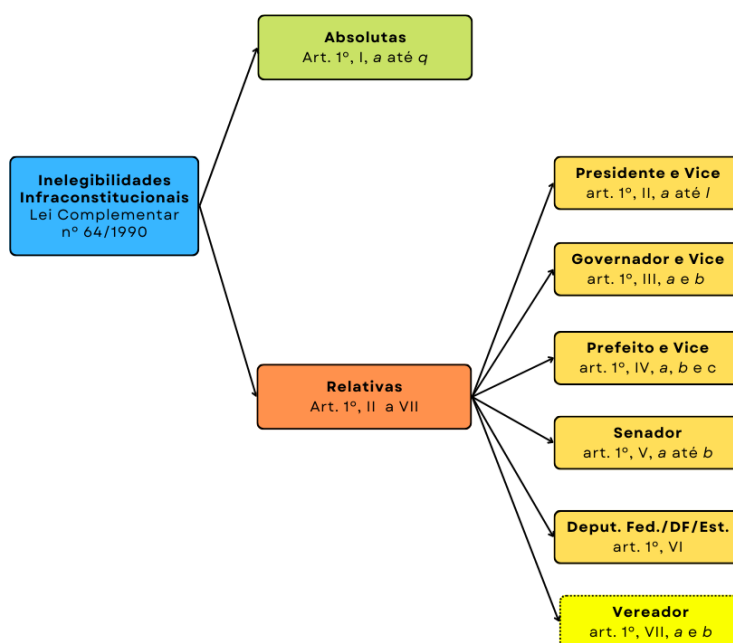 Absolutas
Art. 1º, I, a até q
Inelegibilidades
Infraconstitucionais
Lei Complementar
nº 64/1990
Presidente e Vice
art. 1º, II, a até l
Governador e Vice
art. 1º, III, a e b
Prefeito e Vice
art. 1º, IV, a, b e c
Relativas
Art. 1º, II a VII
Senador
art. 1º, V, a até b
Deput. Fed./DF/Est.
art. 1º, VI
Vereador
art. 1º, VII, a e b